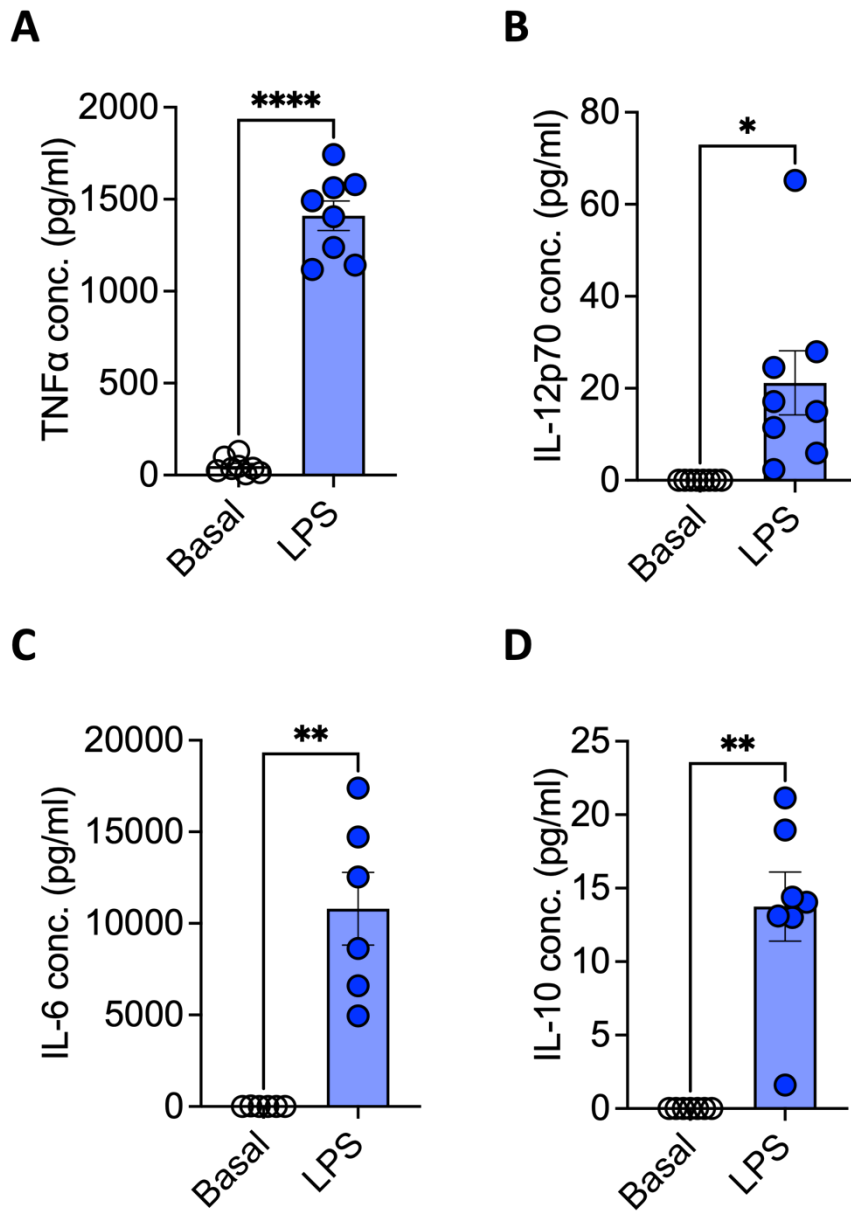 A
TNFα conc. (pg/ml)
2000
1500
1000
500
0
****
Basal
LPS
B
IL-12p70 conc. (pg/ml)
80
60
40
20
0
*
Basal
LPS
C
IL-6 conc. (pg/ml)
20000
15000
10000
5000
0
**
Basal
LPS
D
IL-10 conc. (pg/ml)
25
20
15
10
5
0
**
Basal
LPS